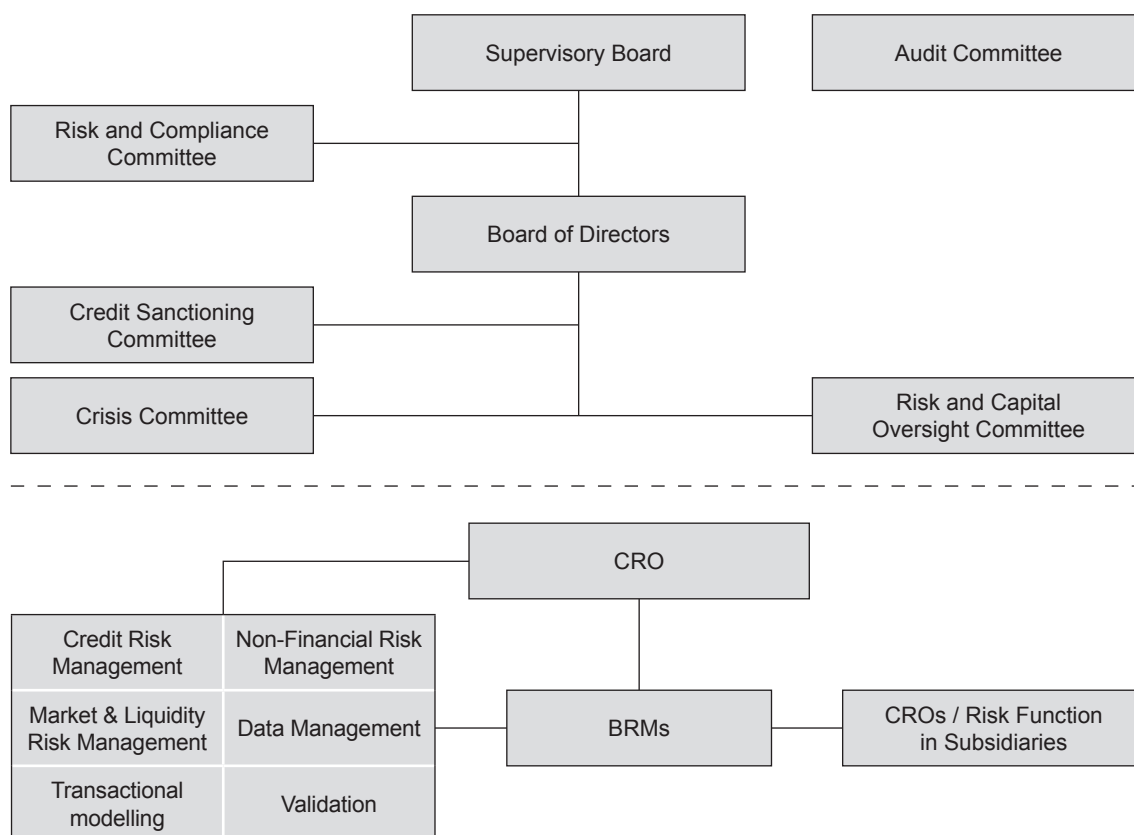 Supervisory Board
Audit Committee
Risk and Compliance
Committee
Board of Directors
Credit Sanctioning
Committee
Crisis Committee
Risk and Capital
Oversight Committee
CRO
Credit Risk
Management
Non-Financial Risk
Management
Market & Liquidity
Risk Management
Data Management
BRMs
CROs / Risk Function
in Subsidiaries
Transactional
modelling
Validation